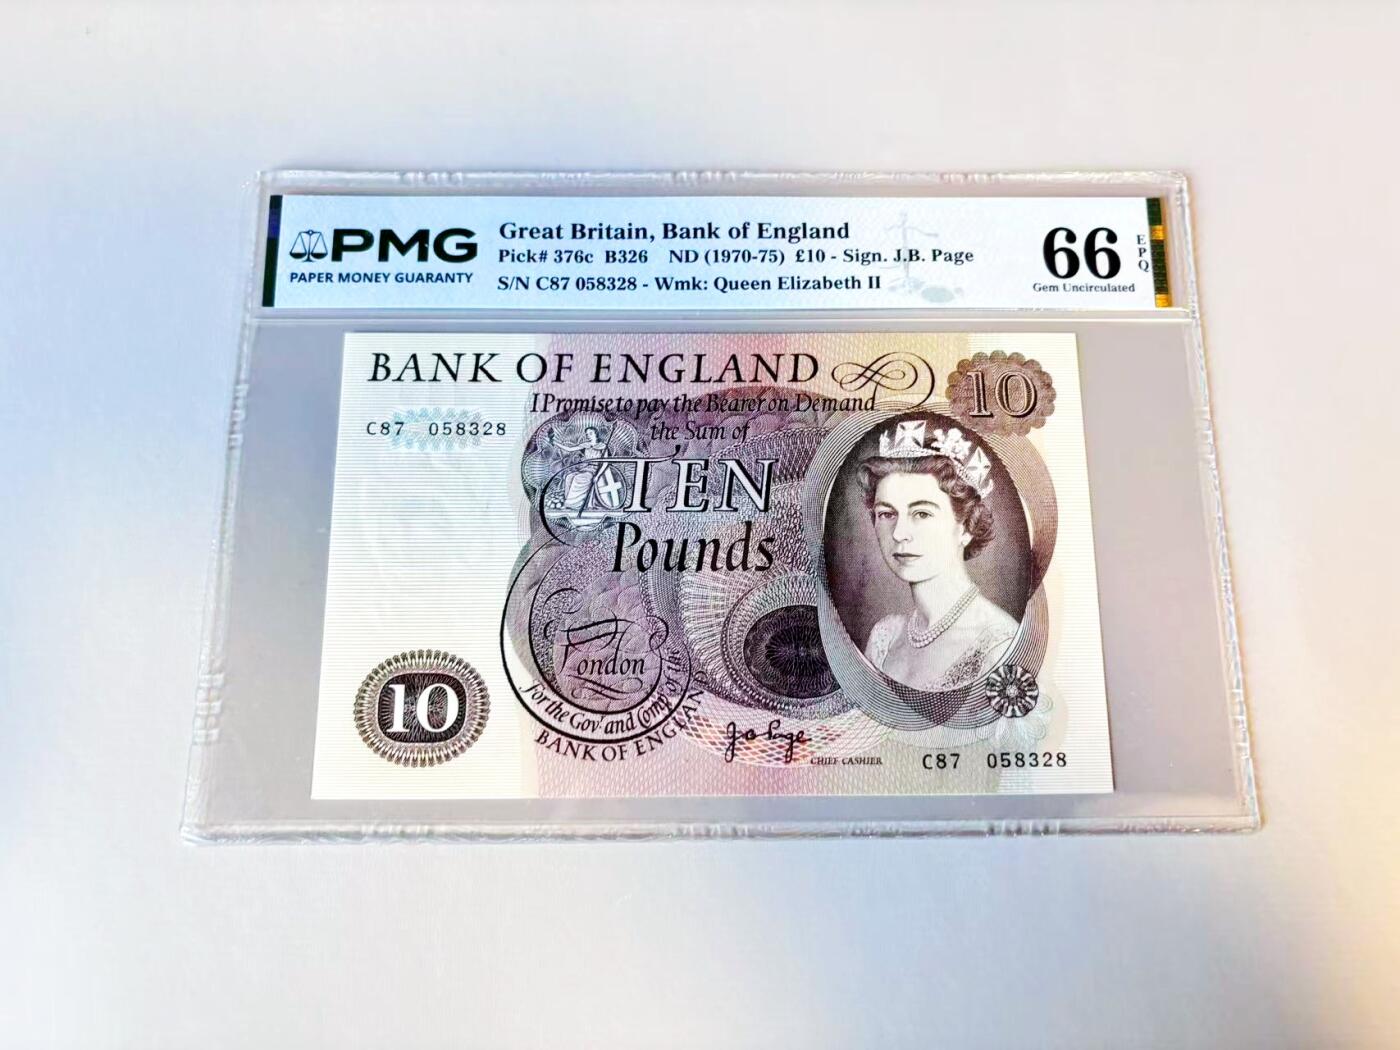 PMG
PAPER MONEY GUARANTY
Great Britain, Bank of England
Pick# 376c B326 ND (1970-75) £10 - Sign. J.B. Page
S/N C87 058328 - Wmk: Queen Elizabeth II
66
EPQ
Gem Uncirculated
BANK OF ENGLAND
10
I Promise to pay the Bearer on Demand
the Sum of
C87 058328
TEN
Pounds
London
for the Govr and Compa of the
BANK OF ENGLAND
10
J B Page
CHIEF CASHIER
C87 058328